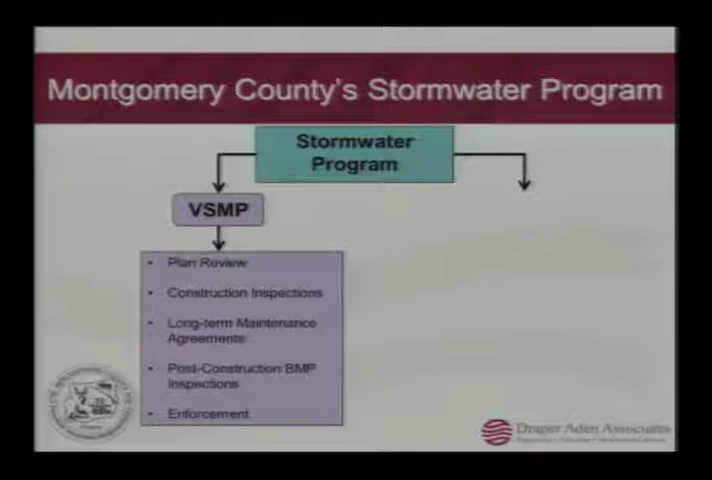 Montgomery County's Stormwater Program
Stormwater
Program
VSMP
• Plan Review
• Construction Inspections
• Long-term Maintenance
Agreements
• Post-Construction BMP
Inspections
• Enforcement
Draper Aden Associates